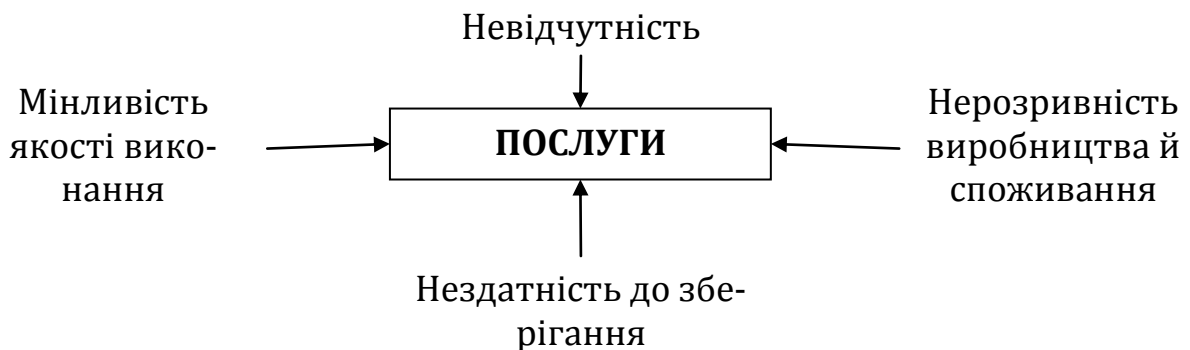 Невідчутність
Мінливість
якості вико-
нання
ПОСЛУГИ
Нерозривність
виробництва й
споживання
Нездатність до збе-
рігання